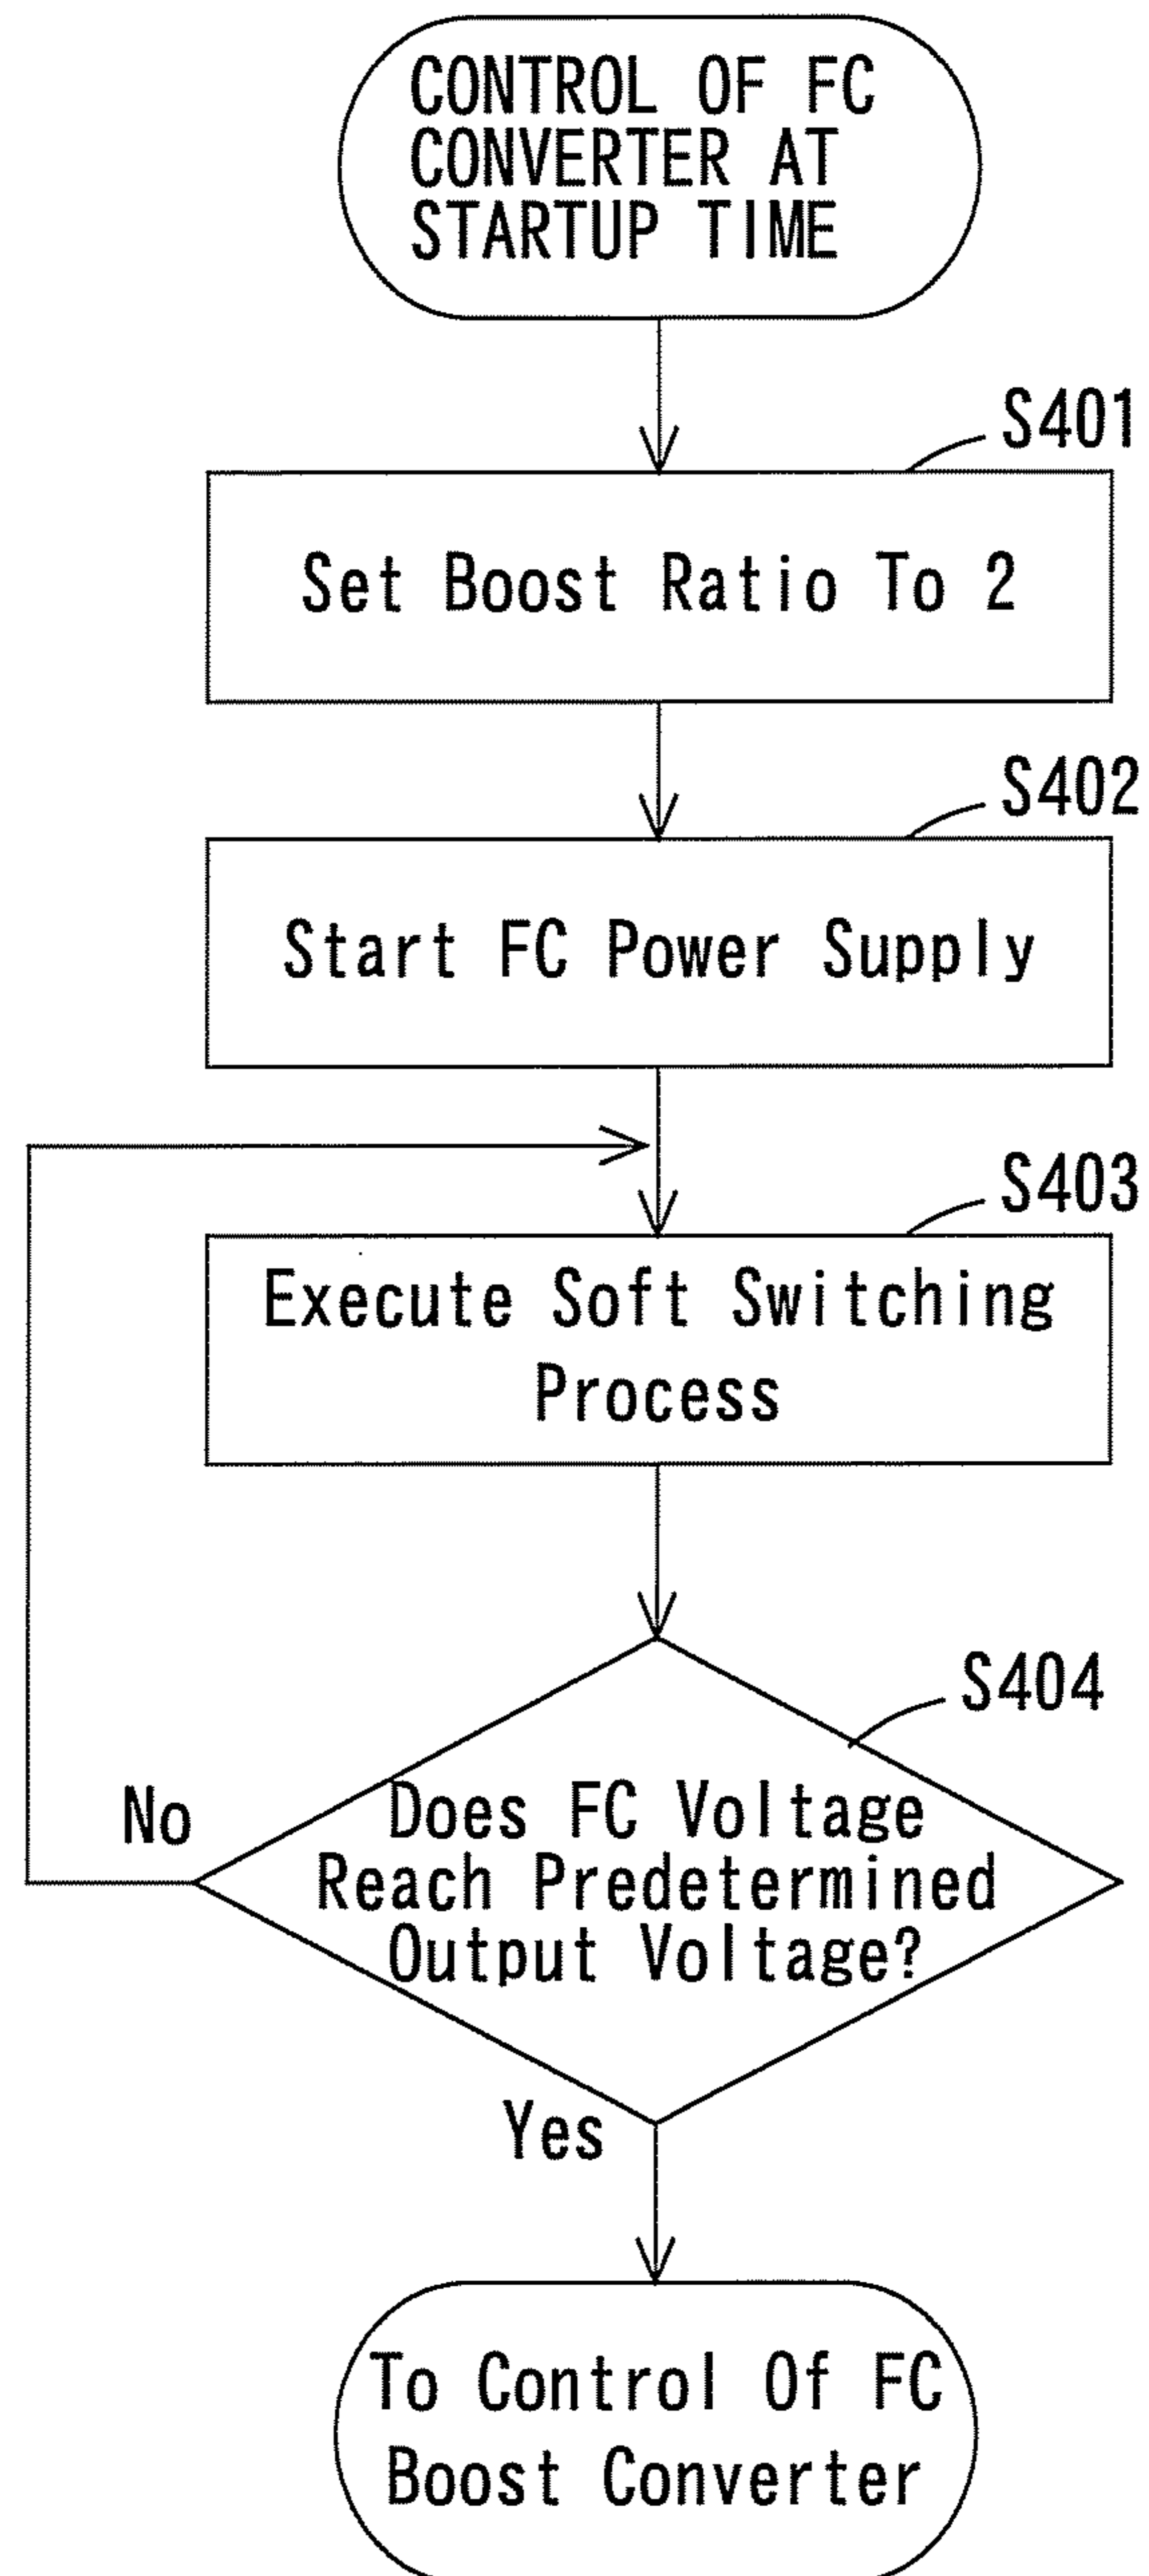 CONTROL OF FC
CONVERTER AT
STARTUP TIME
S401
Set Boost Ratio To 2
S402
Start FC Power Supply
S403
Execute Soft Switching
Process
S404
No
Does FC Voltage
Reach Predetermined
Output Voltage?
Yes
To Control Of FC
Boost Converter